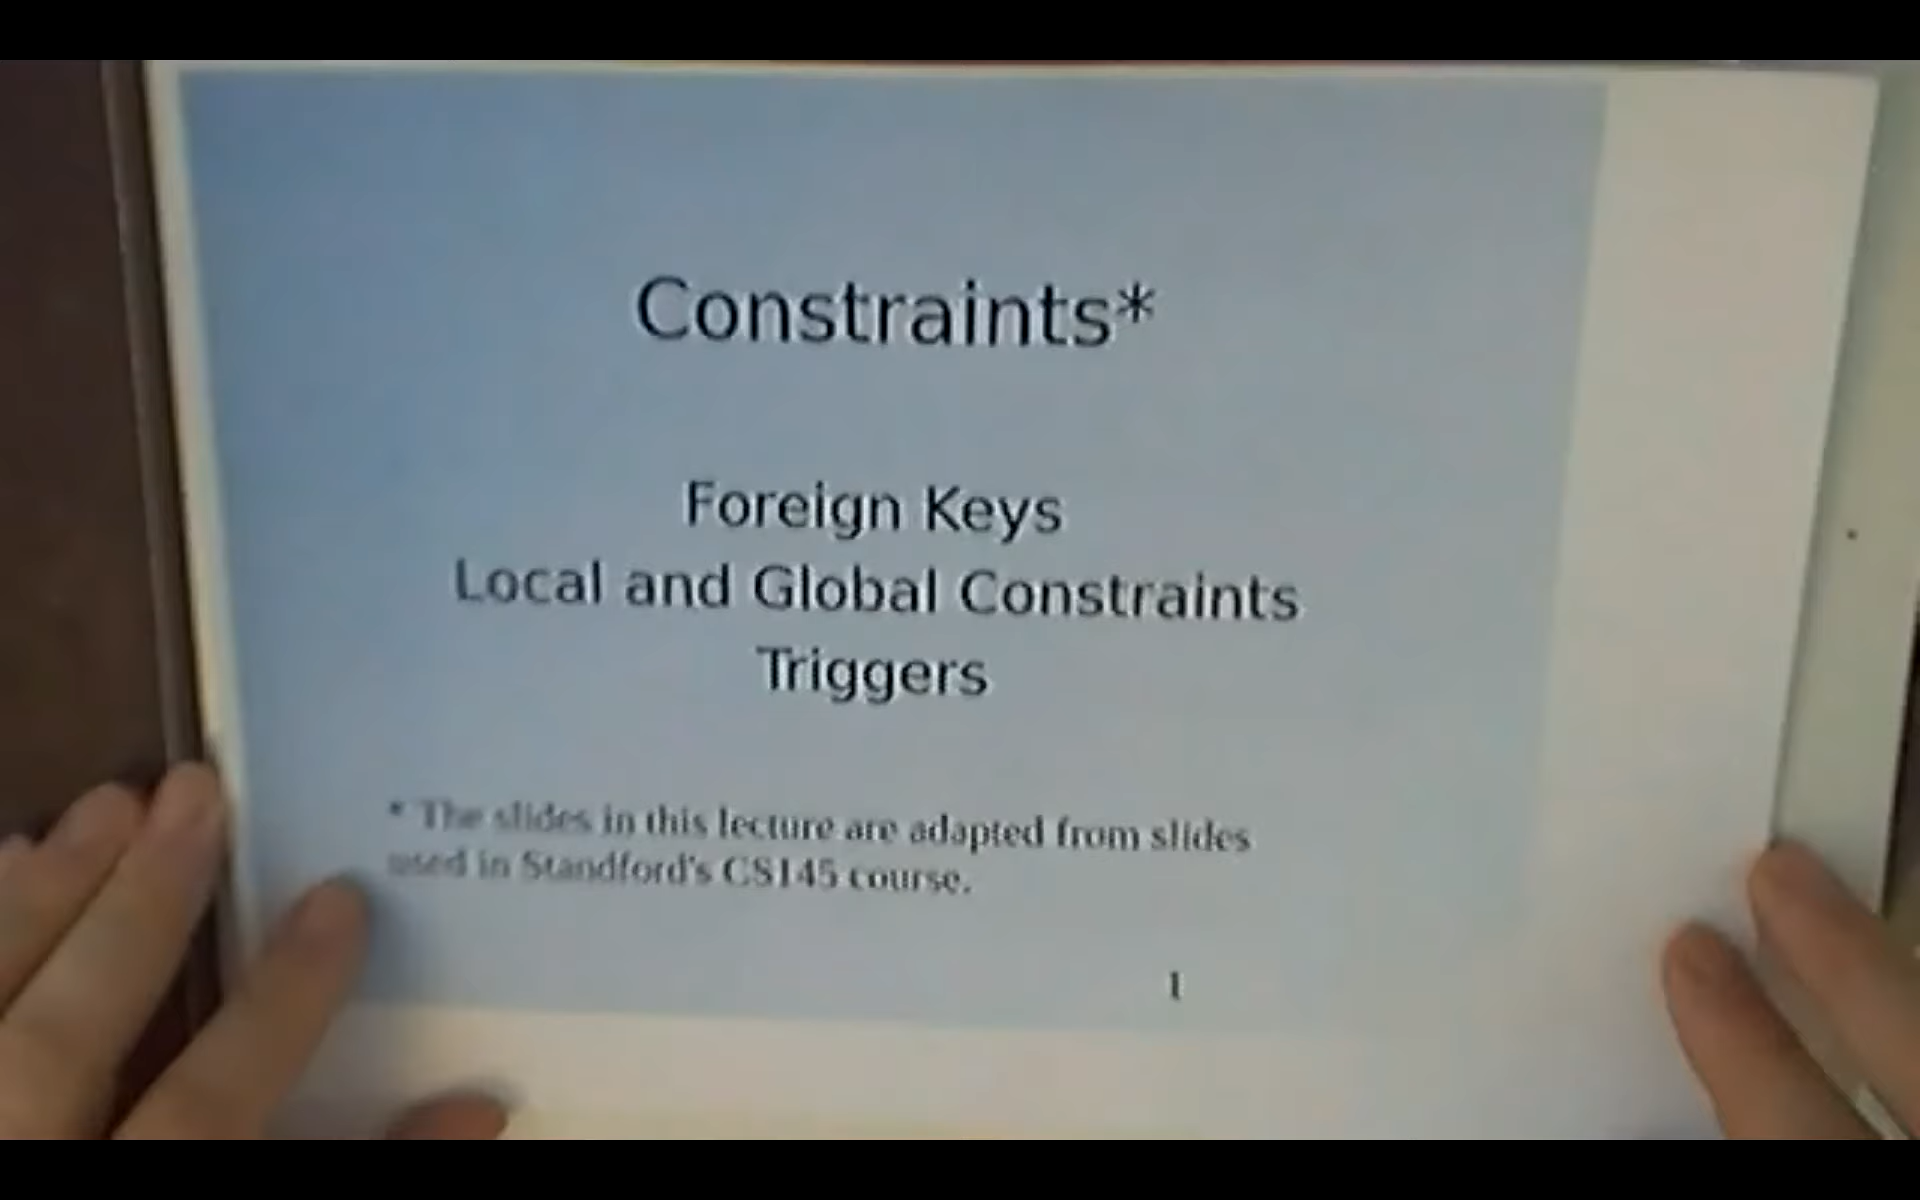 Constraints*
Foreign Keys
Local and Global Constraints
Triggers
* The slides in this lecture are adapted from slides
used in Standford's CS145 course.
1